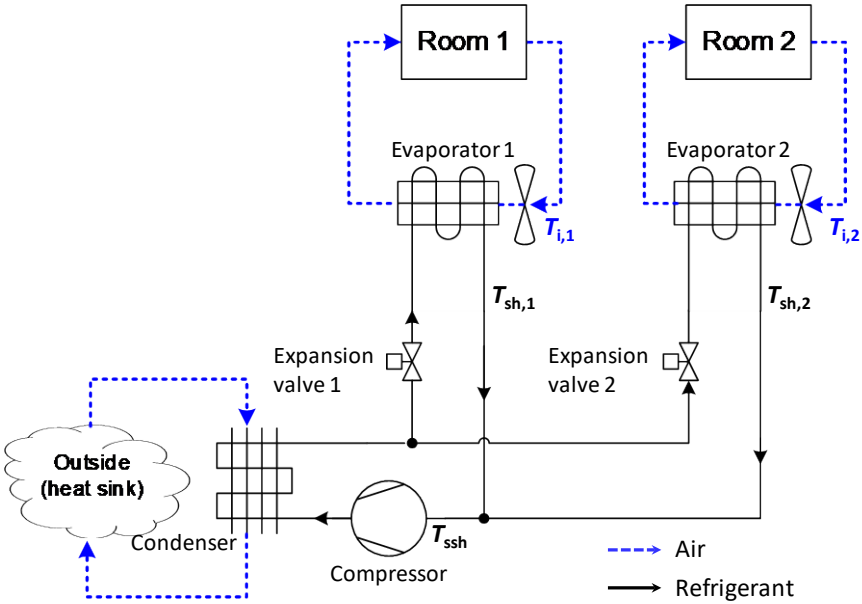 Room 1
Room 2
Evaporator 1
Evaporator 2
Ti,1
Ti,2
Tsh,1
Tsh,2
Expansion
valve 1
Expansion
valve 2
Outside
(heat sink)
Condenser
Tssh
Compressor
Air
Refrigerant